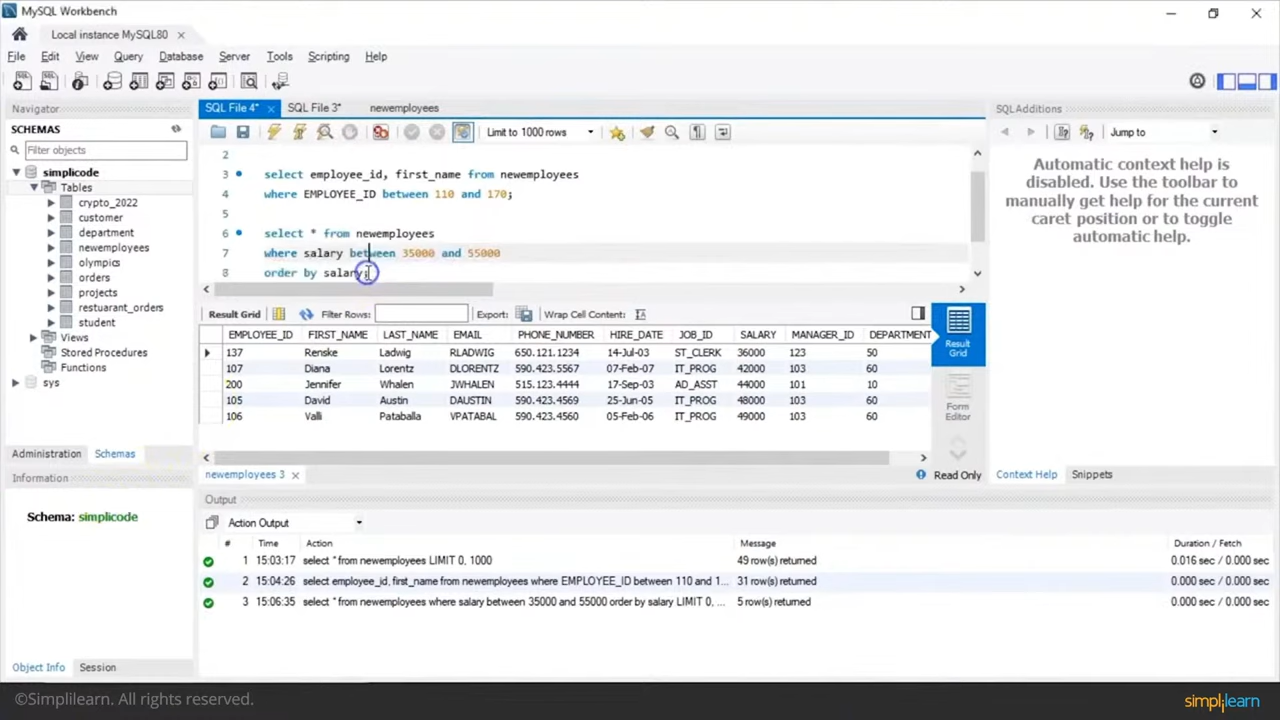 MySQL Workbench
Local instance MySQL80 ×
File Edit View Query Database Server Tools Scripting Help
Navigator
SCHEMAS
Filter objects
simplicode
Tables
crypto_2022
customer
department
newemployees
olympics
orders
projects
restuarant_orders
student
Views
Stored Procedures
Functions
sys
Administration Schemas
Information
Schema: simplicode
Object Info Session
SQL File 4* × SQL File 3* newemployees
Limit to 1000 rows
2
3 select employee_id, first_name from newemployees
4 where EMPLOYEE_ID between 110 and 170;
5
6 select * from newemployees
7 where salary between 35000 and 55000
8 order by salary;
Result Grid Filter Rows: Export: Wrap Cell Content:
EMPLOYEE_ID FIRST_NAME LAST_NAME EMAIL PHONE_NUMBER HIRE_DATE JOB_ID SALARY MANAGER_ID DEPARTMENT
137 Renske Ladwig RLADWIG 650.121.1234 14-Jul-03 ST_CLERK 36000 123 50
107 Diana Lorentz DLORENTZ 590.423.5567 07-Feb-07 IT_PROG 42000 103 60
200 Jennifer Whalen JWHALEN 515.123.4444 17-Sep-03 AD_ASST 44000 101 10
105 David Austin DAUSTIN 590.423.4569 25-Jun-05 IT_PROG 48000 103 60
106 Valli Pataballa VPATABAL 590.423.4560 05-Feb-06 IT_PROG 49000 103 60
Result
Grid
Form
Editor
newemployees 3 × Read Only
Output
Action Output
# Time Action Message Duration / Fetch
1 15:03:17 select * from newemployees LIMIT 0, 1000 49 row(s) returned 0.016 sec / 0.000 sec
2 15:04:26 select employee_id, first_name from newemployees where EMPLOYEE_ID between 110 and 1... 31 row(s) returned 0.000 sec / 0.000 sec
3 15:06:35 select * from newemployees where salary between 35000 and 55000 order by salary LIMIT 0, ... 5 row(s) returned 0.000 sec / 0.000 sec
SQLAdditions
Jump to
Automatic context help is
disabled. Use the toolbar to
manually get help for the current
caret position or to toggle
automatic help.
Context Help Snippets
©Simplilearn. All rights reserved.
simplilearn